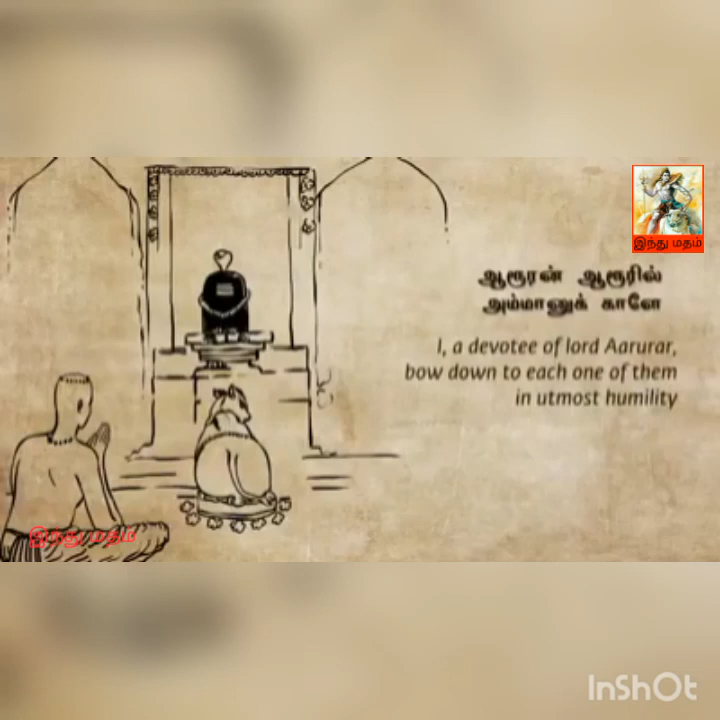 இந்து மதம்
ஆரூரன் ஆரூரில்
அம்மானுக் காளே
I, a devotee of lord Aarurar,
bow down to each one of them
in utmost humility
இந்து மதம்
InShOt